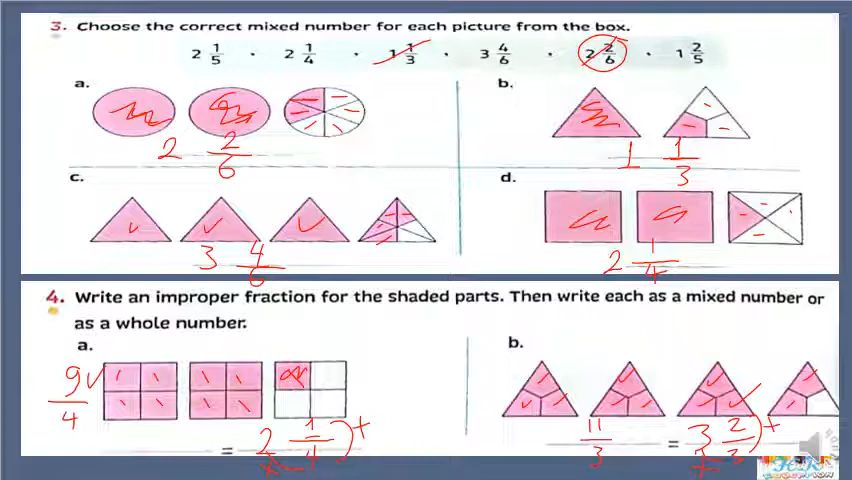 3. Choose the correct mixed number for each picture from the box.
2 1/5 · 2 1/4 · 1 1/3 · 3 4/6 · 2 2/6 · 1 2/5
a. b.
2 2/6 1 1/3
c. d.
3 4/6 2 1/4
4. Write an improper fraction for the shaded parts. Then write each as a mixed number or
as a whole number.
a. b.
9/4 = 2 1/4 + ×
11/3 = 3 2/3 + ×